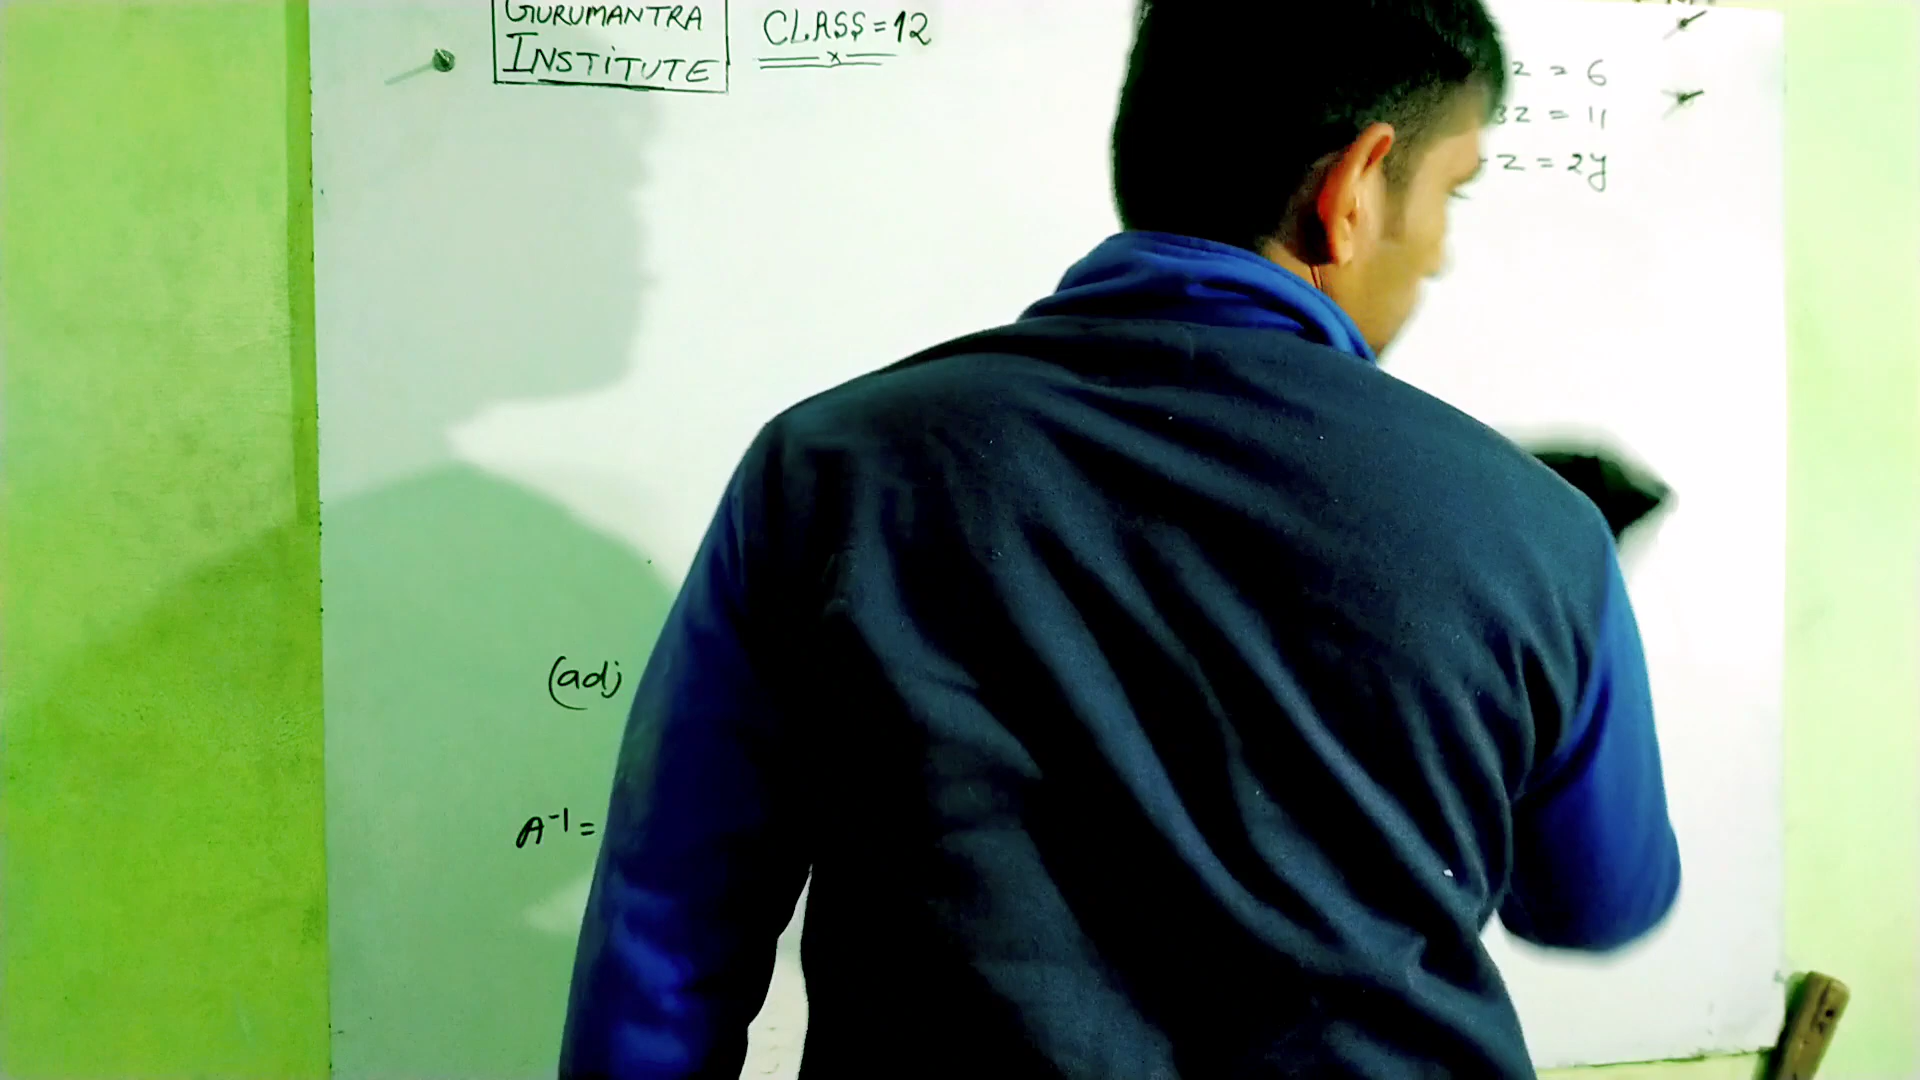 GURUMANTRA
INSTITUTE
CLASS = 12
z = 6
3z = 11
z = 2y
(adj
A⁻¹ =